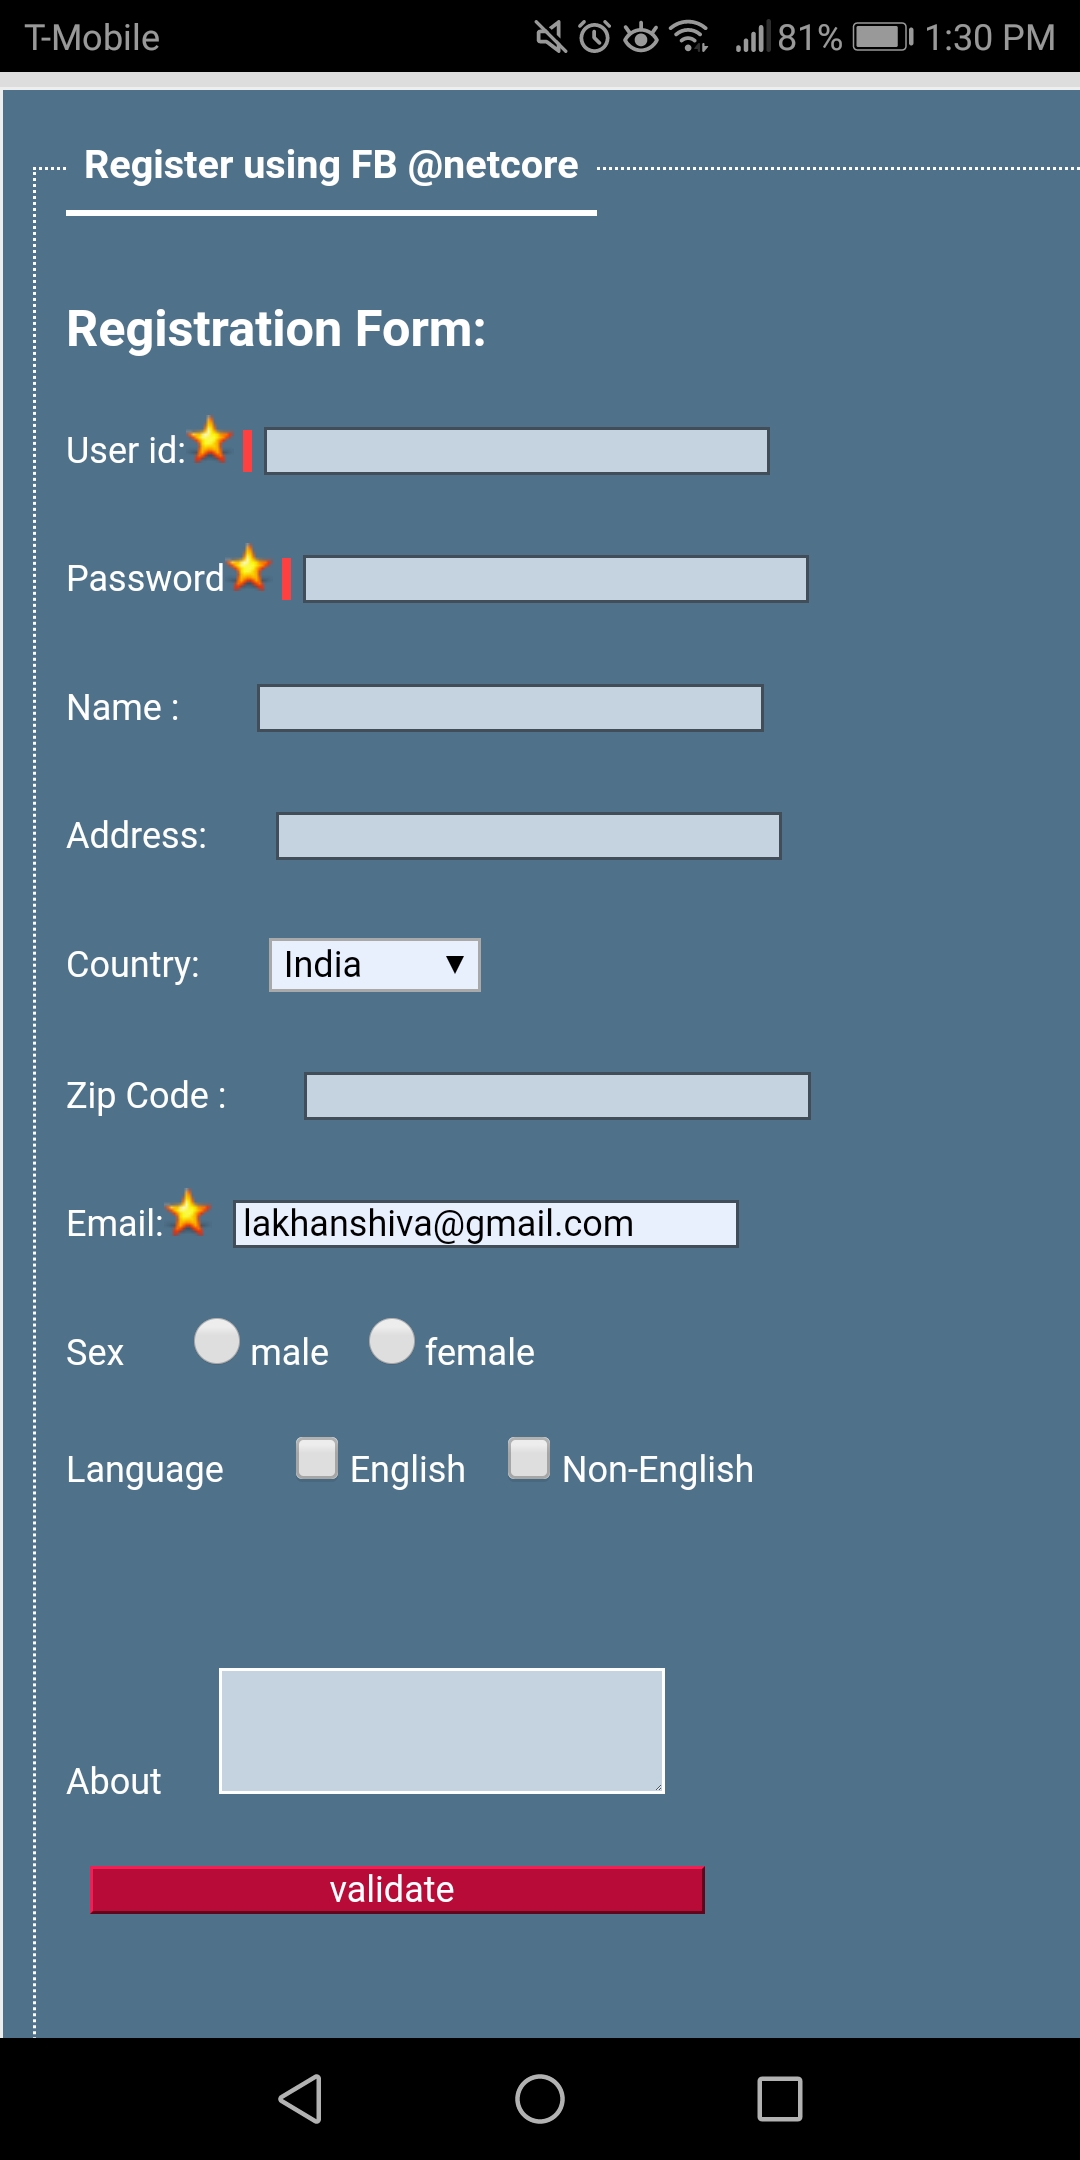 T-Mobile 81% 1:30 PM
Register using FB @netcore
Registration Form:
User id:
Password
Name :
Address:
Country: India
Zip Code :
Email: lakhanshiva@gmail.com
Sex male female
Language English Non-English
About
validate